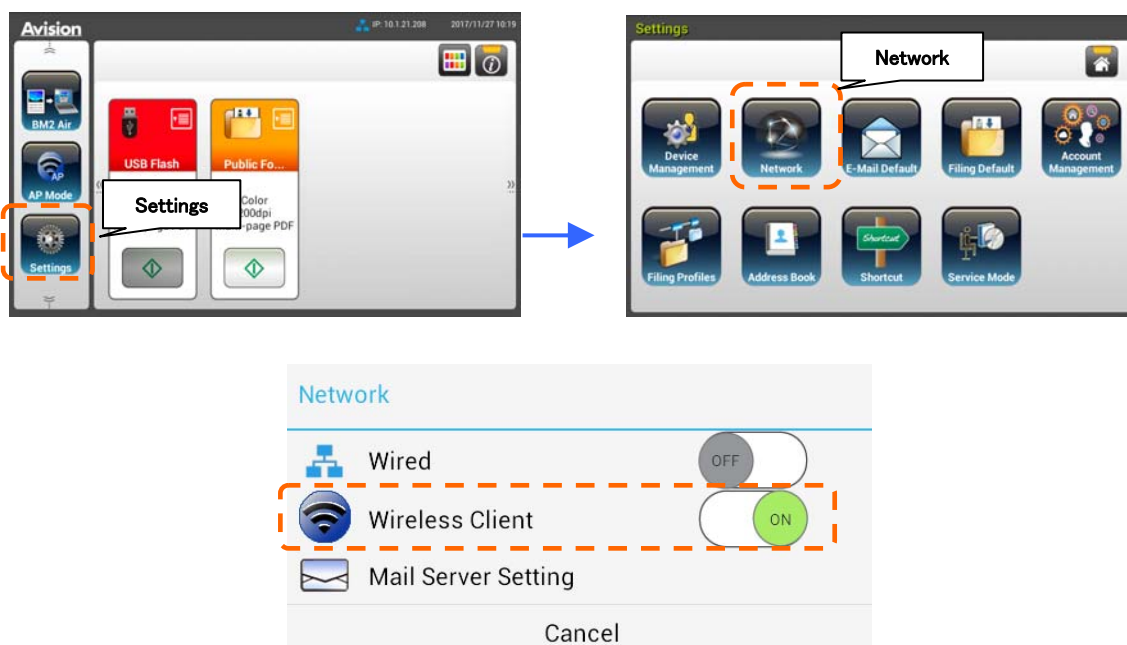 Avision
IP: 10.1.21.208
2017/11/27 10:19
BM2 Air
AP
AP Mode
Settings
USB Flash
Public Fo...
Settings
Color
200dpi
-page PDF
Settings
Network
Device
Management
Network
E-Mail Default
Filing Default
Account
Management
Filing Profiles
Address Book
Shortcut
Shortcut
Service Mode
Network
Wired
OFF
Wireless Client
ON
Mail Server Setting
Cancel